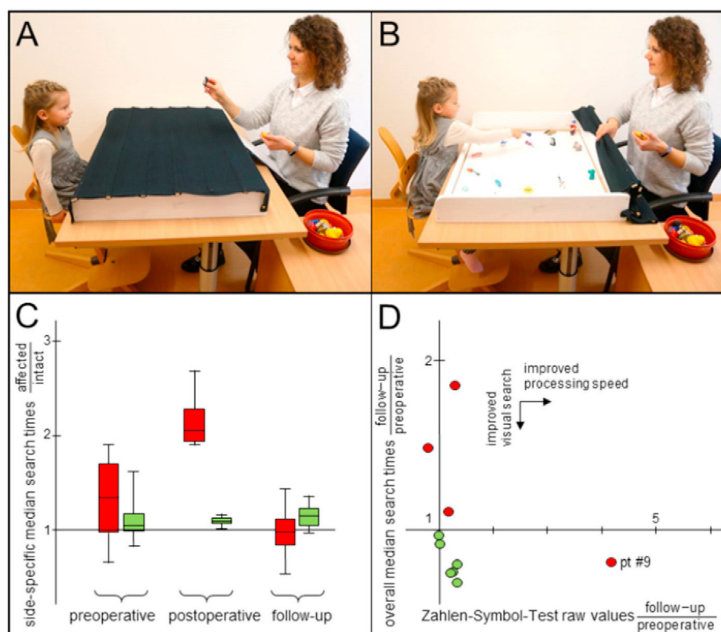 A
B
C
3
affected
intact
2
1
side-specific median search times
preoperative
postoperative
follow-up
D
2
follow-up
preoperative
improved
visual search
improved
processing speed
1
5
overall median search times
pt #9
Zahlen-Symbol-Test raw values
follow-up
preoperative